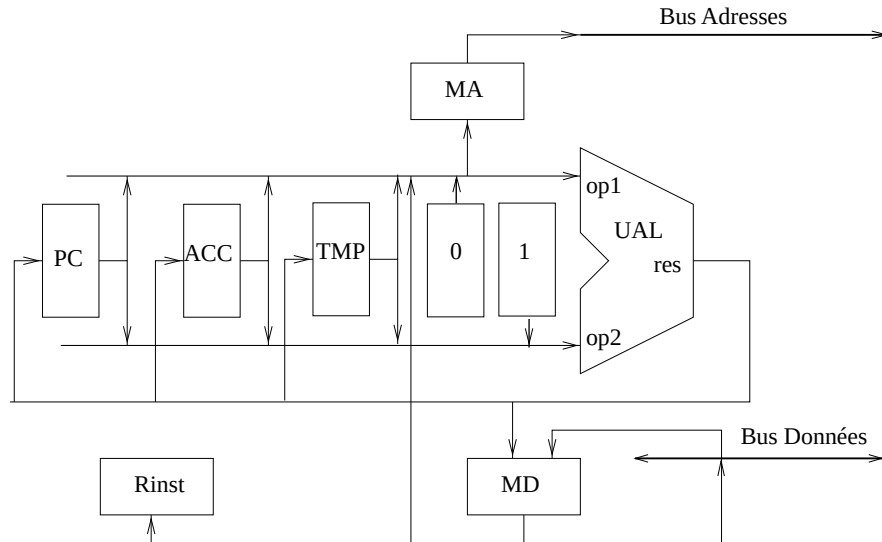 Bus Adresses
MA
op1
PC
ACC
TMP
0
1
UAL
res
op2
Bus Données
Rinst
MD